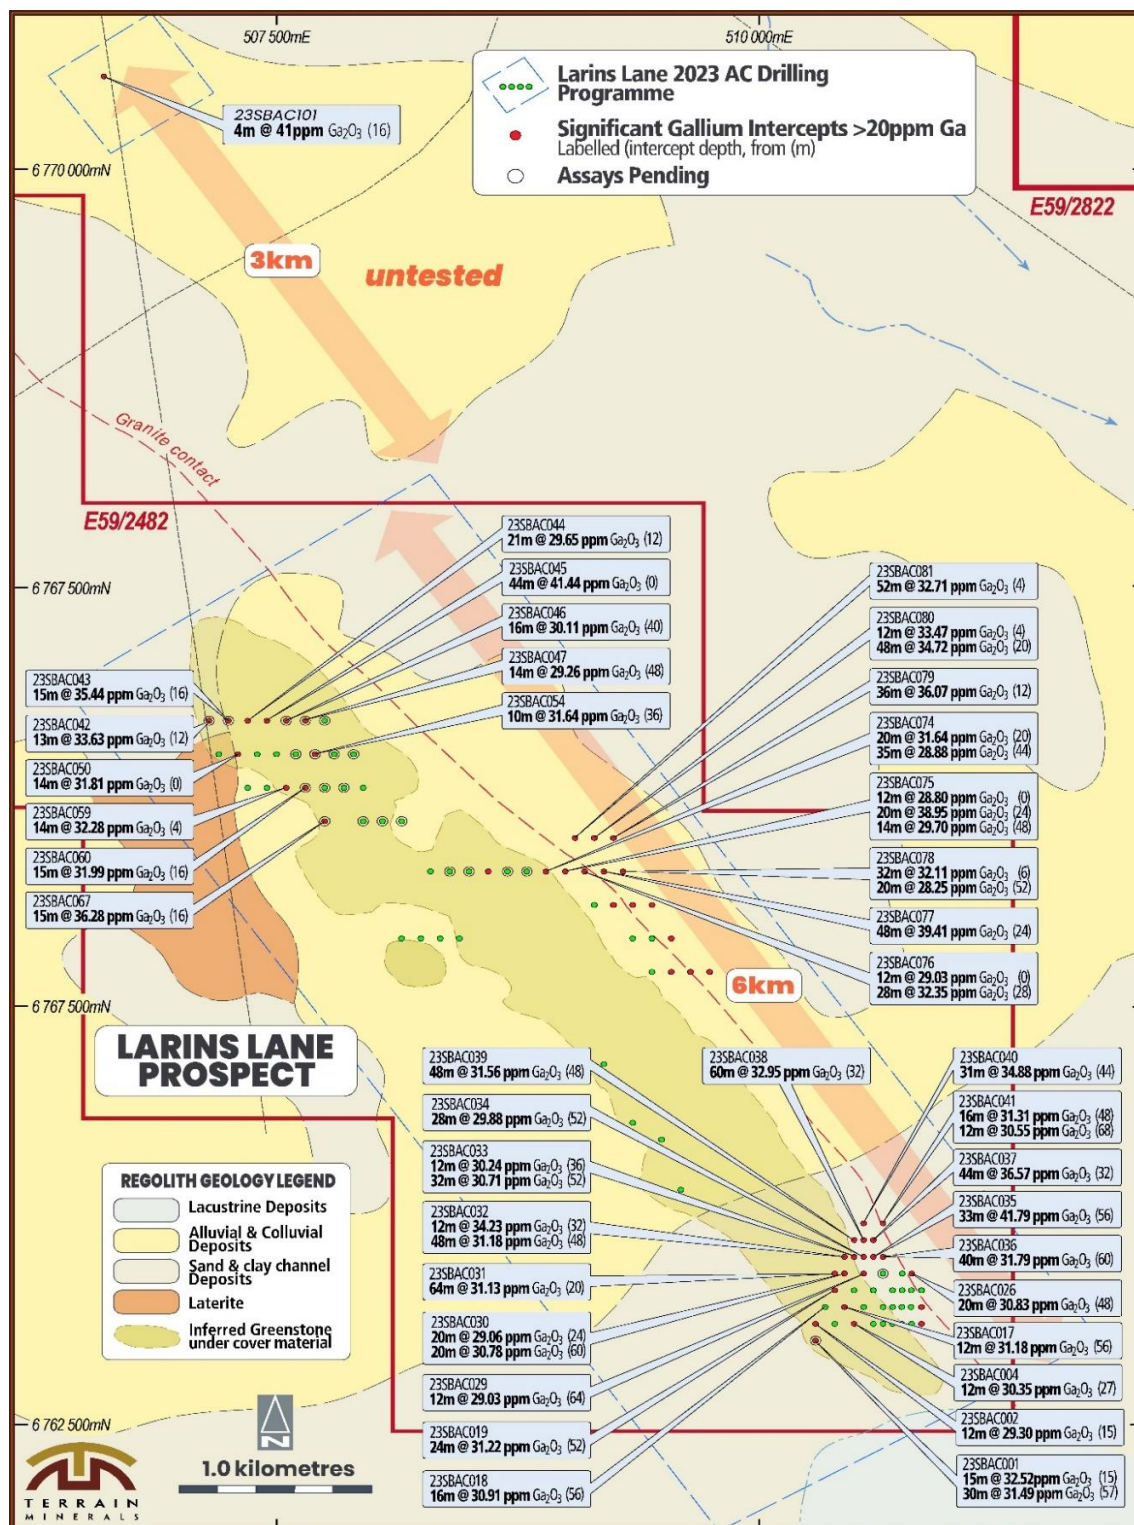 507 500mE
510 000mE
Larins Lane 2023 AC Drilling
Programme
Significant Gallium Intercepts >20ppm Ga
Labelled (intercept depth, from (m)
Assays Pending
23SBAC101
4m @ 41ppm Ga₂O₃ (16)
6 770 000mN
E59/2822
3km
untested
Granite contact
E59/2482
23SBAC044
21m @ 29.65 ppm Ga₂O₃ (12)
23SBAC045
44m @ 41.44 ppm Ga₂O₃ (0)
23SBAC046
16m @ 30.11 ppm Ga₂O₃ (40)
23SBAC047
14m @ 29.26 ppm Ga₂O₃ (48)
23SBAC054
10m @ 31.64 ppm Ga₂O₃ (36)
6 767 500mN
23SBAC043
15m @ 35.44 ppm Ga₂O₃ (16)
23SBAC042
13m @ 33.63 ppm Ga₂O₃ (12)
23SBAC050
14m @ 31.81 ppm Ga₂O₃ (0)
23SBAC059
14m @ 32.28 ppm Ga₂O₃ (4)
23SBAC060
15m @ 31.99 ppm Ga₂O₃ (16)
23SBAC067
15m @ 36.28 ppm Ga₂O₃ (16)
23SBAC081
52m @ 32.71 ppm Ga₂O₃ (4)
23SBAC080
12m @ 33.47 ppm Ga₂O₃ (4)
48m @ 34.72 ppm Ga₂O₃ (20)
23SBAC079
36m @ 36.07 ppm Ga₂O₃ (12)
23SBAC074
20m @ 31.64 ppm Ga₂O₃ (20)
35m @ 28.88 ppm Ga₂O₃ (44)
23SBAC075
12m @ 28.80 ppm Ga₂O₃ (0)
20m @ 38.95 ppm Ga₂O₃ (24)
14m @ 29.70 ppm Ga₂O₃ (48)
23SBAC078
32m @ 32.11 ppm Ga₂O₃ (6)
20m @ 28.25 ppm Ga₂O₃ (52)
23SBAC077
48m @ 39.41 ppm Ga₂O₃ (24)
23SBAC076
12m @ 29.03 ppm Ga₂O₃ (0)
28m @ 32.35 ppm Ga₂O₃ (28)
6km
6 767 500mN
LARINS LANE
PROSPECT
23SBAC039
48m @ 31.56 ppm Ga₂O₃ (48)
23SBAC034
28m @ 29.88 ppm Ga₂O₃ (52)
23SBAC033
12m @ 30.24 ppm Ga₂O₃ (36)
32m @ 30.71 ppm Ga₂O₃ (52)
23SBAC032
12m @ 34.23 ppm Ga₂O₃ (32)
48m @ 31.18 ppm Ga₂O₃ (48)
23SBAC031
64m @ 31.13 ppm Ga₂O₃ (20)
23SBAC030
20m @ 29.06 ppm Ga₂O₃ (24)
20m @ 30.78 ppm Ga₂O₃ (60)
23SBAC029
12m @ 29.03 ppm Ga₂O₃ (64)
23SBAC019
24m @ 31.22 ppm Ga₂O₃ (52)
23SBAC018
16m @ 30.91 ppm Ga₂O₃ (56)
23SBAC038
60m @ 32.95 ppm Ga₂O₃ (32)
23SBAC040
31m @ 34.88 ppm Ga₂O₃ (44)
23SBAC041
16m @ 31.31 ppm Ga₂O₃ (48)
12m @ 30.55 ppm Ga₂O₃ (68)
23SBAC037
44m @ 36.57 ppm Ga₂O₃ (32)
23SBAC035
33m @ 41.79 ppm Ga₂O₃ (56)
23SBAC036
40m @ 31.79 ppm Ga₂O₃ (60)
23SBAC026
20m @ 30.83 ppm Ga₂O₃ (48)
23SBAC017
12m @ 31.18 ppm Ga₂O₃ (56)
23SBAC004
12m @ 30.35 ppm Ga₂O₃ (27)
23SBAC002
12m @ 29.30 ppm Ga₂O₃ (15)
23SBAC001
15m @ 32.52ppm Ga₂O₃ (15)
30m @ 31.49 ppm Ga₂O₃ (57)
REGOLITH GEOLOGY LEGEND
Lacustrine Deposits
Alluvial & Colluvial
Deposits
Sand & clay channel
Deposits
Laterite
Inferred Greenstone
under cover material
6 762 500mN
N
1.0 kilometres
TERRAIN
MINERALS